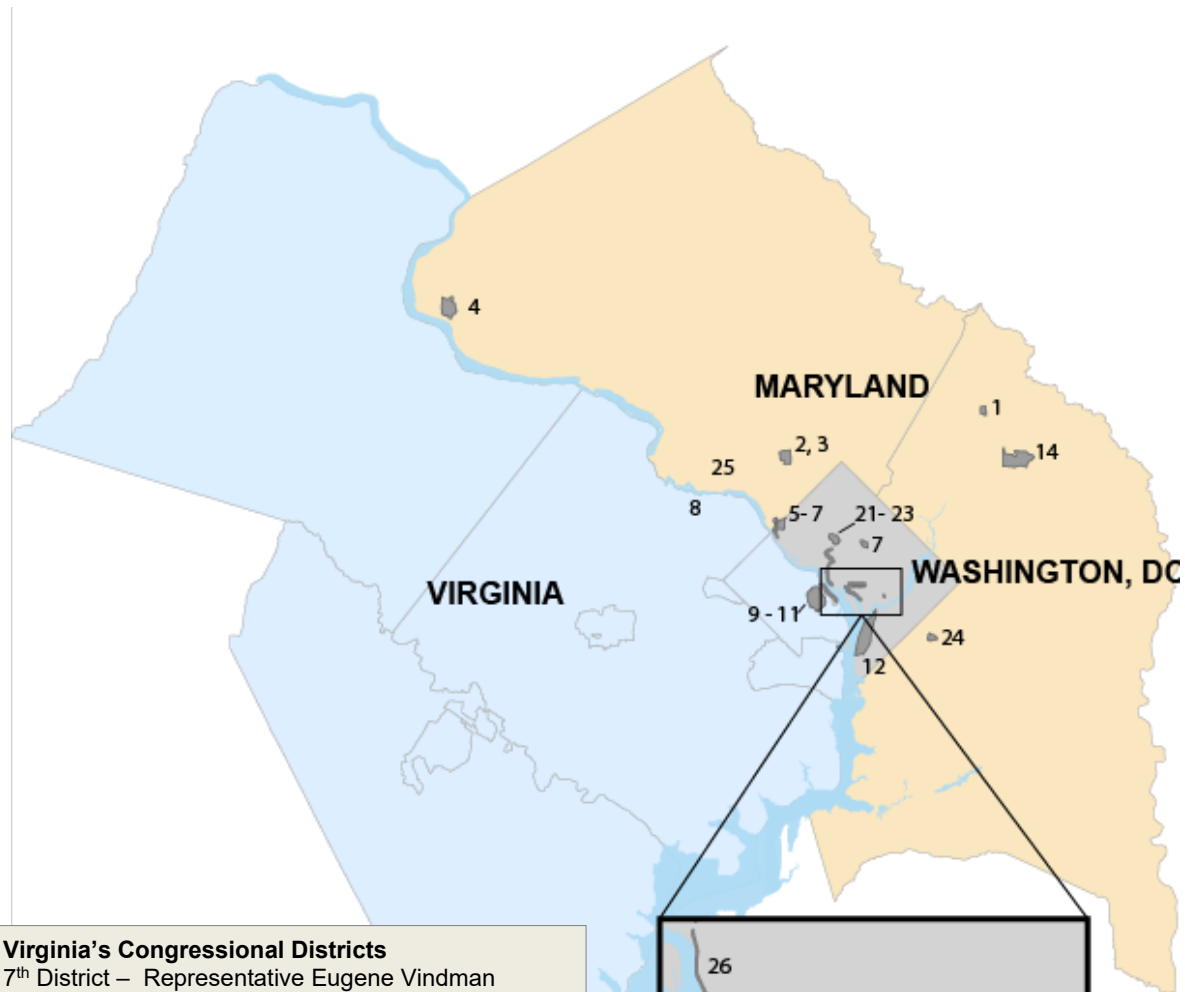 4
MARYLAND
1
2, 3
14
25
8
5- 7
21- 23
7
WASHINGTON, DC
VIRGINIA
9 - 11
24
12
Virginia's Congressional Districts
7th District – Representative Eugene Vindman
26